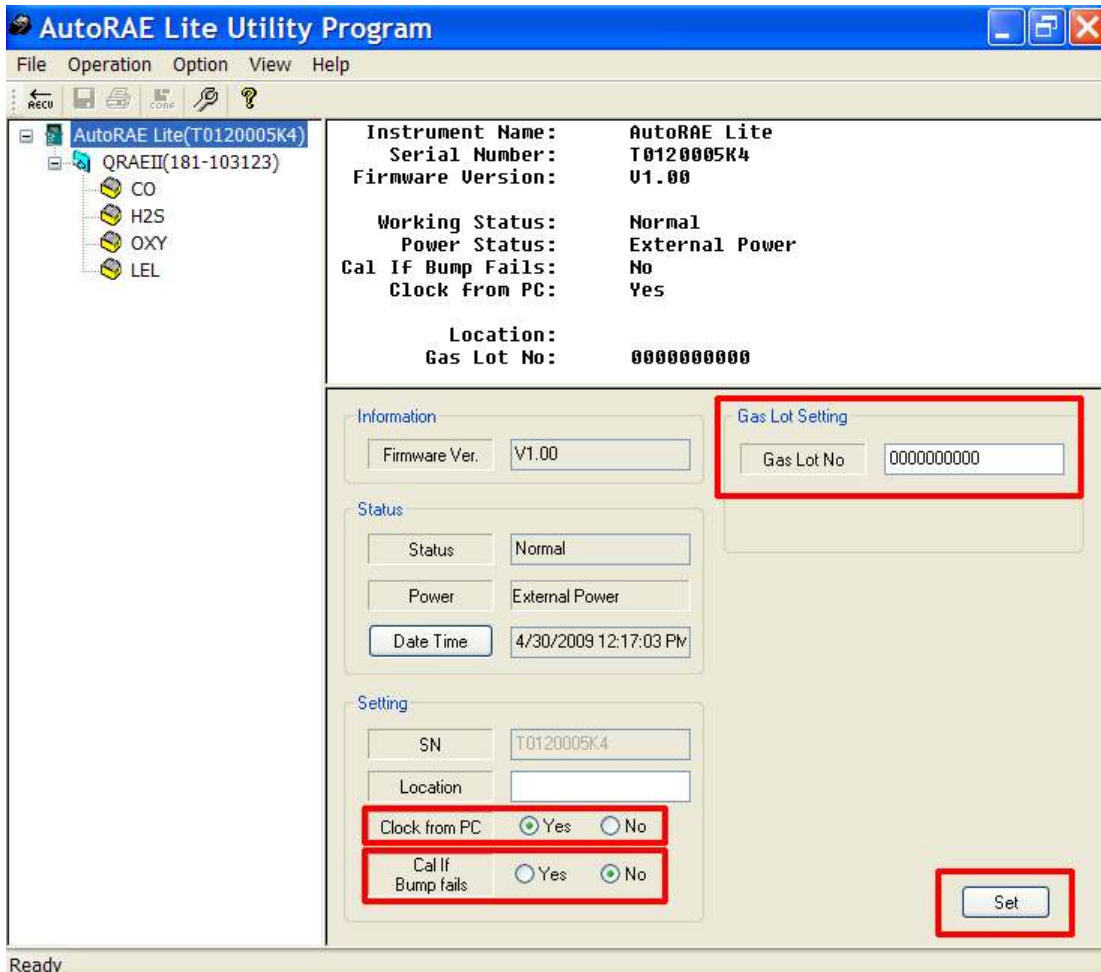 AutoRAE Lite Utility Program
File Operation Option View Help
RECU CONF ?
AutoRAE Lite(T0120005K4)
QRAEII(181-103123)
CO
H2S
OXY
LEL
Instrument Name: AutoRAE Lite
Serial Number: T0120005K4
Firmware Version: V1.00
Working Status: Normal
Power Status: External Power
Cal If Bump Fails: No
Clock from PC: Yes
Location:
Gas Lot No: 0000000000
Information
Firmware Ver. V1.00
Status
Status Normal
Power External Power
Date Time 4/30/2009 12:17:03 PM
Setting
SN T0120005K4
Location
Clock from PC Yes No
Cal If
Bump fails Yes No
Gas Lot Setting
Gas Lot No 0000000000
Set
Ready